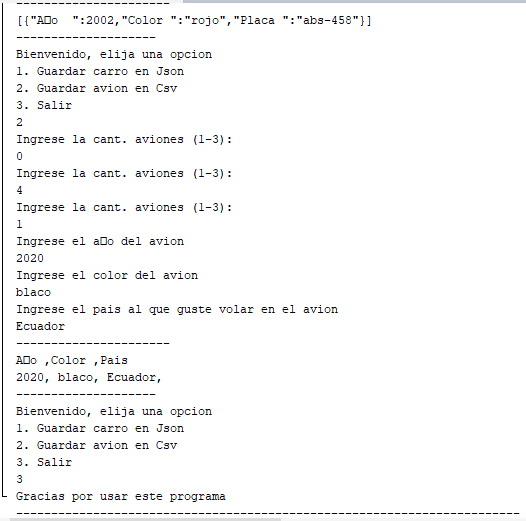 ---------------------
[{"A□o  ":2002,"Color ":"rojo","Placa ":"abs-458"}]
--------------------
Bienvenido, elija una opcion
1. Guardar carro en Json
2. Guardar avion en Csv
3. Salir
2
Ingrese la cant. aviones (1-3):
0
Ingrese la cant. aviones (1-3):
4
Ingrese la cant. aviones (1-3):
1
Ingrese el a□o del avion
2020
Ingrese el color del avion
blaco
Ingrese el pais al que guste volar en el avion
Ecuador
----------------------
A□o ,Color ,Pais
2020, blaco, Ecuador,
--------------------
Bienvenido, elija una opcion
1. Guardar carro en Json
2. Guardar avion en Csv
3. Salir
3
Gracias por usar este programa
------------------------------------------------------------------------